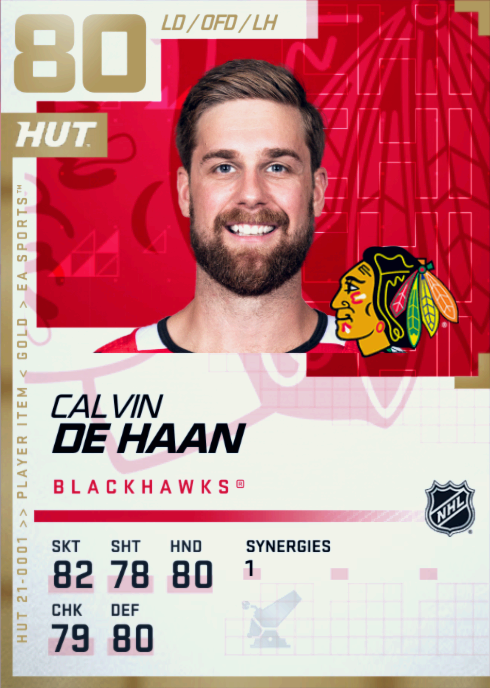 80
LD / OFD / LH
HUT
HUT 21-0001 >> PLAYER ITEM < GOLD > EA SPORTS™
CALVIN
DE HAAN
BLACKHAWKS®
NHL
SKT SHT HND SYNERGIES
82 78 80 1
CHK DEF
79 80